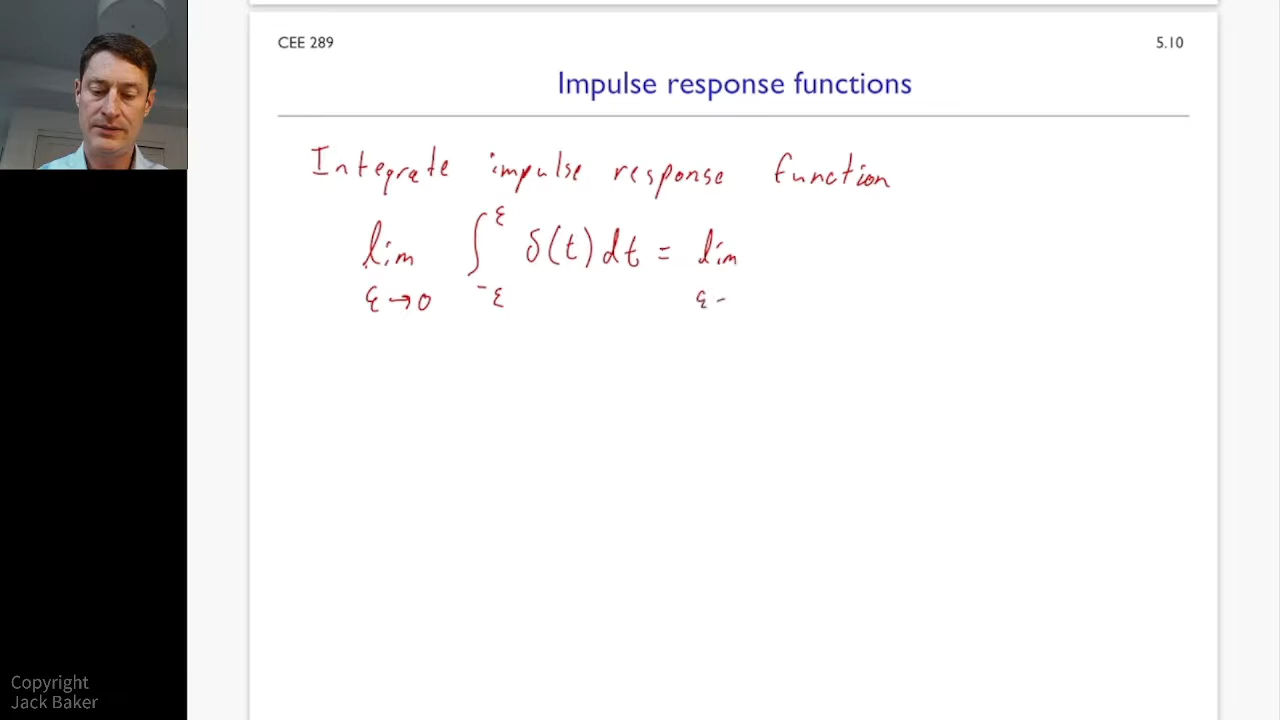 CEE 289
5.10
Impulse response functions
Integrate impulse response function
lim ∫ ε δ(t) dt = lim
ε→0 -ε ε -
Copyright
Jack Baker